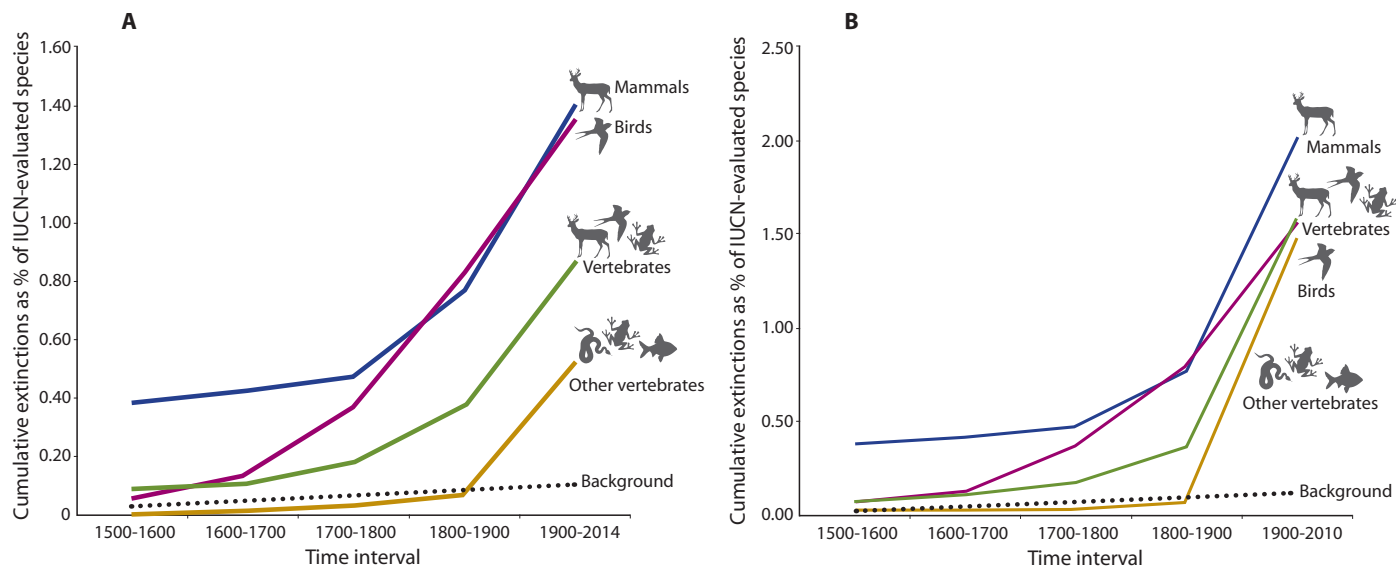 A
Cumulative extinctions as % of IUCN-evaluated species
1.60
1.40
1.20
1.00
0.80
0.60
0.40
0.20
0
Mammals
Birds
Vertebrates
Other vertebrates
Background
1500-1600
1600-1700
1700-1800
1800-1900
1900-2014
Time interval
B
Cumulative extinctions as % of IUCN-evaluated species
2.50
2.00
1.50
1.00
0.50
0.00
Mammals
Vertebrates
Birds
Other vertebrates
Background
1500-1600
1600-1700
1700-1800
1800-1900
1900-2010
Time interval